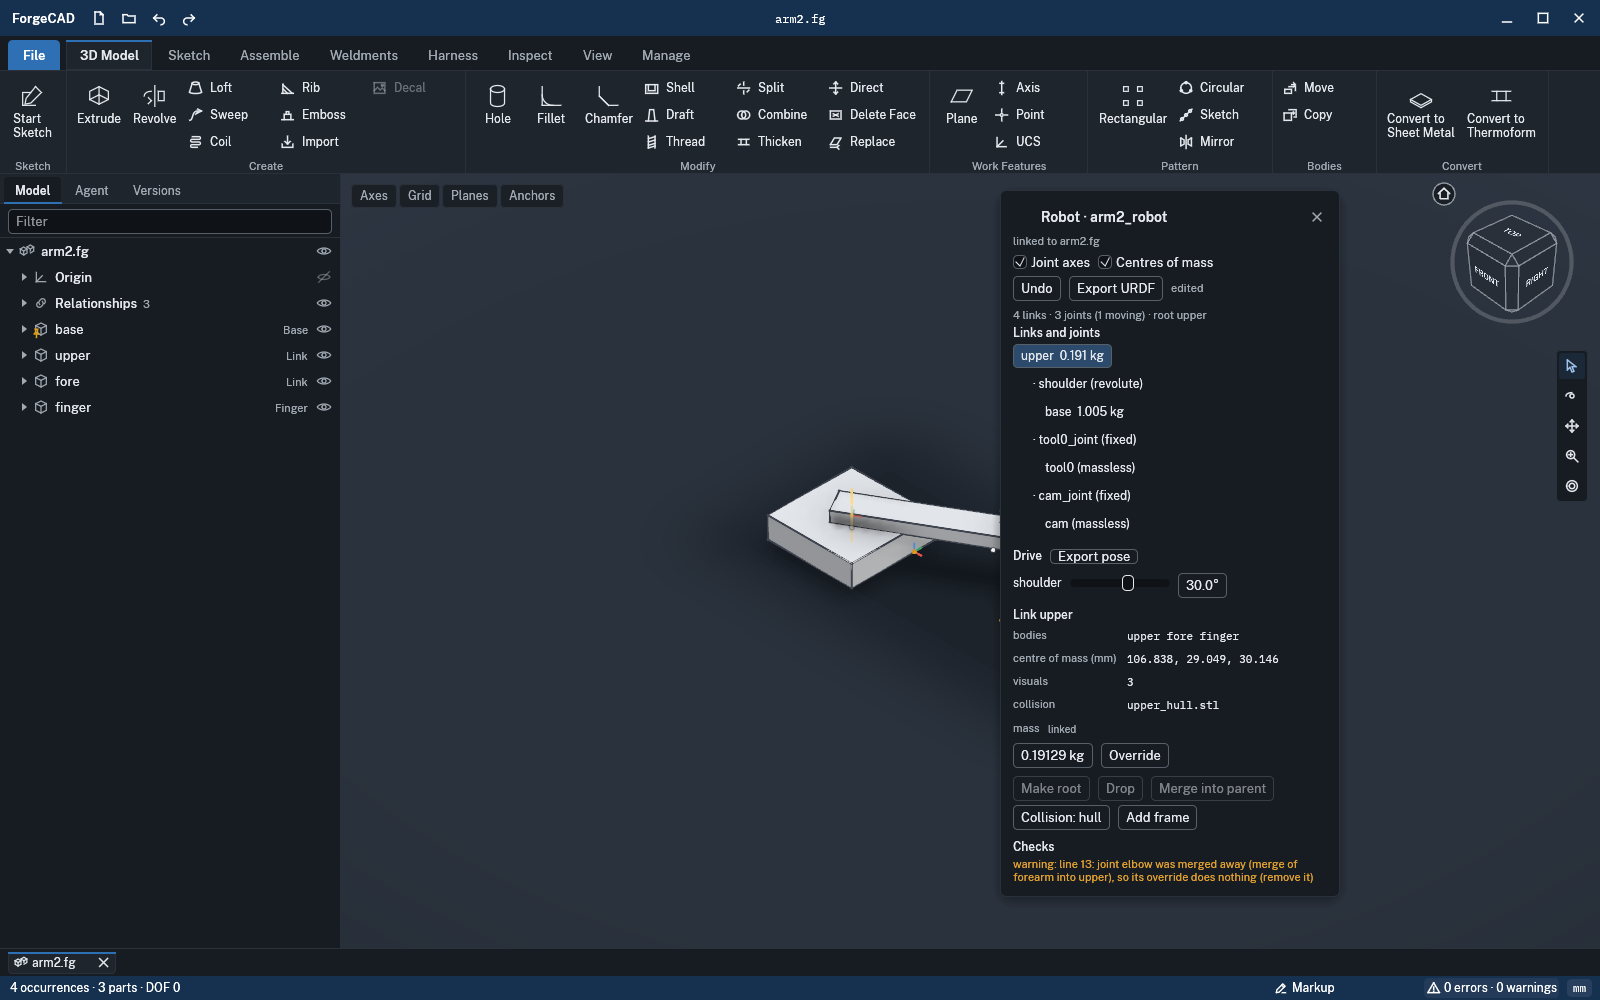 ForgeCAD
arm2.fg
File
3D Model
Sketch
Assemble
Weldments
Harness
Inspect
View
Manage
Start Sketch
Extrude
Revolve
Loft
Sweep
Coil
Rib
Emboss
Import
Decal
Hole
Fillet
Chamfer
Shell
Draft
Thread
Split
Combine
Thicken
Direct
Delete Face
Replace
Plane
Axis
Point
UCS
Rectangular
Circular
Sketch
Mirror
Move
Copy
Convert to Sheet Metal
Convert to Thermoform
Sketch
Create
Modify
Work Features
Pattern
Bodies
Convert
Model
Agent
Versions
Filter
arm2.fg
Origin
Relationships 3
base Base
upper Link
fore Link
finger Finger
Axes
Grid
Planes
Anchors
Robot · arm2_robot
linked to arm2.fg
Joint axes
Centres of mass
Undo
Export URDF
edited
4 links · 3 joints (1 moving) · root upper
Links and joints
upper 0.191 kg
· shoulder (revolute)
base 1.005 kg
· tool0_joint (fixed)
tool0 (massless)
· cam_joint (fixed)
cam (massless)
Drive
Export pose
shoulder
30.0°
Link upper
bodies upper fore finger
centre of mass (mm) 106.838, 29.049, 30.146
visuals 3
collision upper_hull.stl
mass linked
0.19129 kg
Override
Make root
Drop
Merge into parent
Collision: hull
Add frame
Checks
warning: line 13: joint elbow was merged away (merge of
forearm into upper), so its override does nothing (remove it)
TOP
FRONT
RIGHT
arm2.fg
4 occurrences · 3 parts · DOF 0
Markup
0 errors · 0 warnings
mm